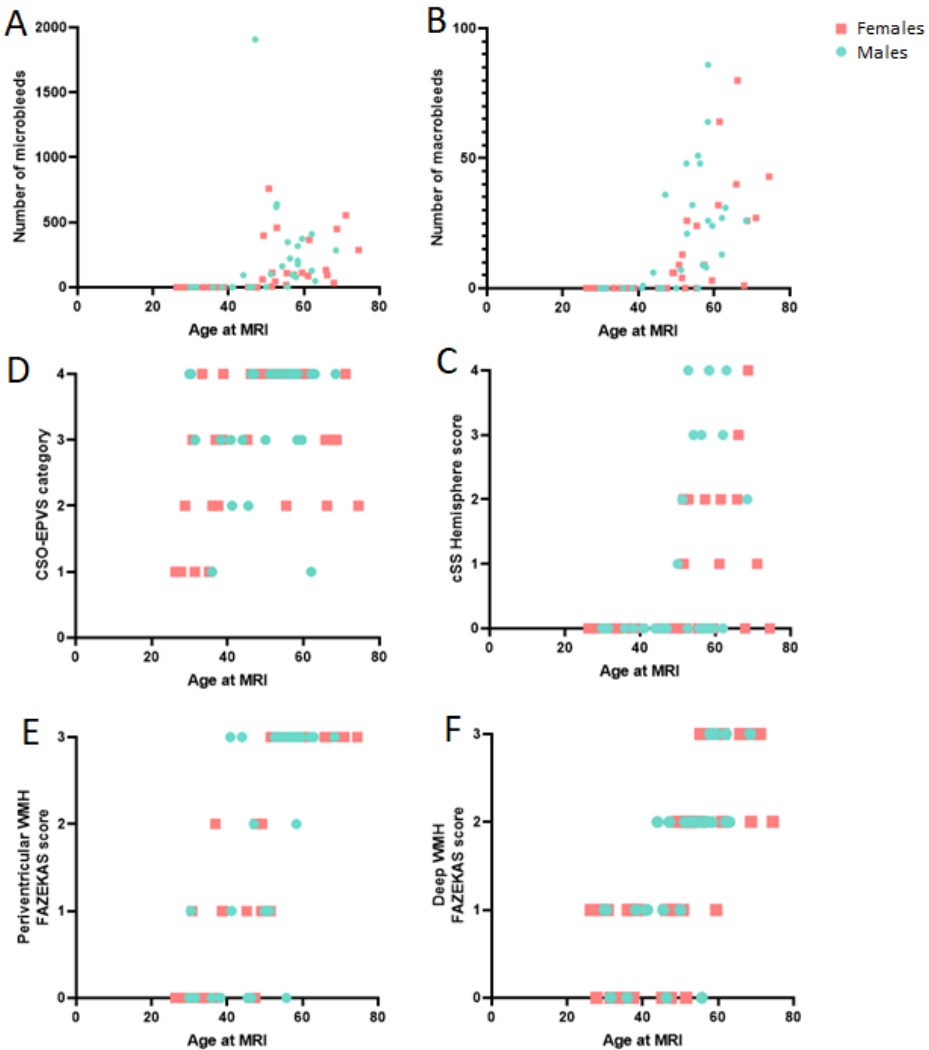 A
2000
1500
1000
500
0
0
20
40
60
80
Number of microbleeds
Age at MRI
B
100
50
0
0
20
40
60
80
Number of macrobleeds
Age at MRI
Females
Males
D
4
3
2
1
0
0
20
40
60
80
CSO-EPVS category
Age at MRI
C
4
3
2
1
0
0
20
40
60
80
cSS Hemisphere score
Age at MRI
E
3
2
1
0
0
20
40
60
80
Periventricular WMH
FAZEKAS score
Age at MRI
F
3
2
1
0
0
20
40
60
80
Deep WMH
FAZEKAS score
Age at MRI